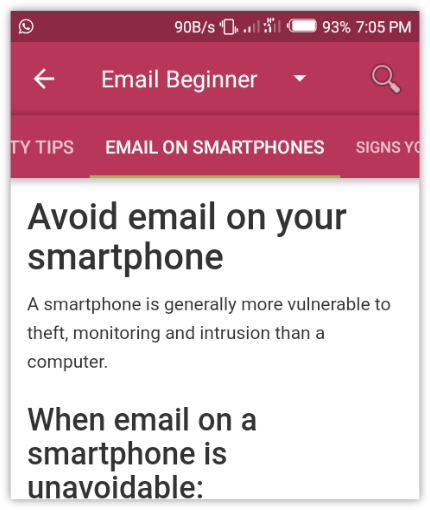 90B/s 93% 7:05 PM
Email Beginner
TY TIPS EMAIL ON SMARTPHONES SIGNS YO
Avoid email on your
smartphone
A smartphone is generally more vulnerable to
theft, monitoring and intrusion than a
computer.
When email on a
smartphone is
unavoidable: